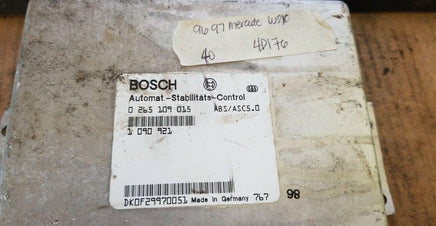 96 97 mercede W210
40 4D176
BOSCH
Automat.-Stabilitäts-Control
0 265 109 015 ABS/ASC5.0
1 090 921
DK0F29970051 Made in Germany 767
98